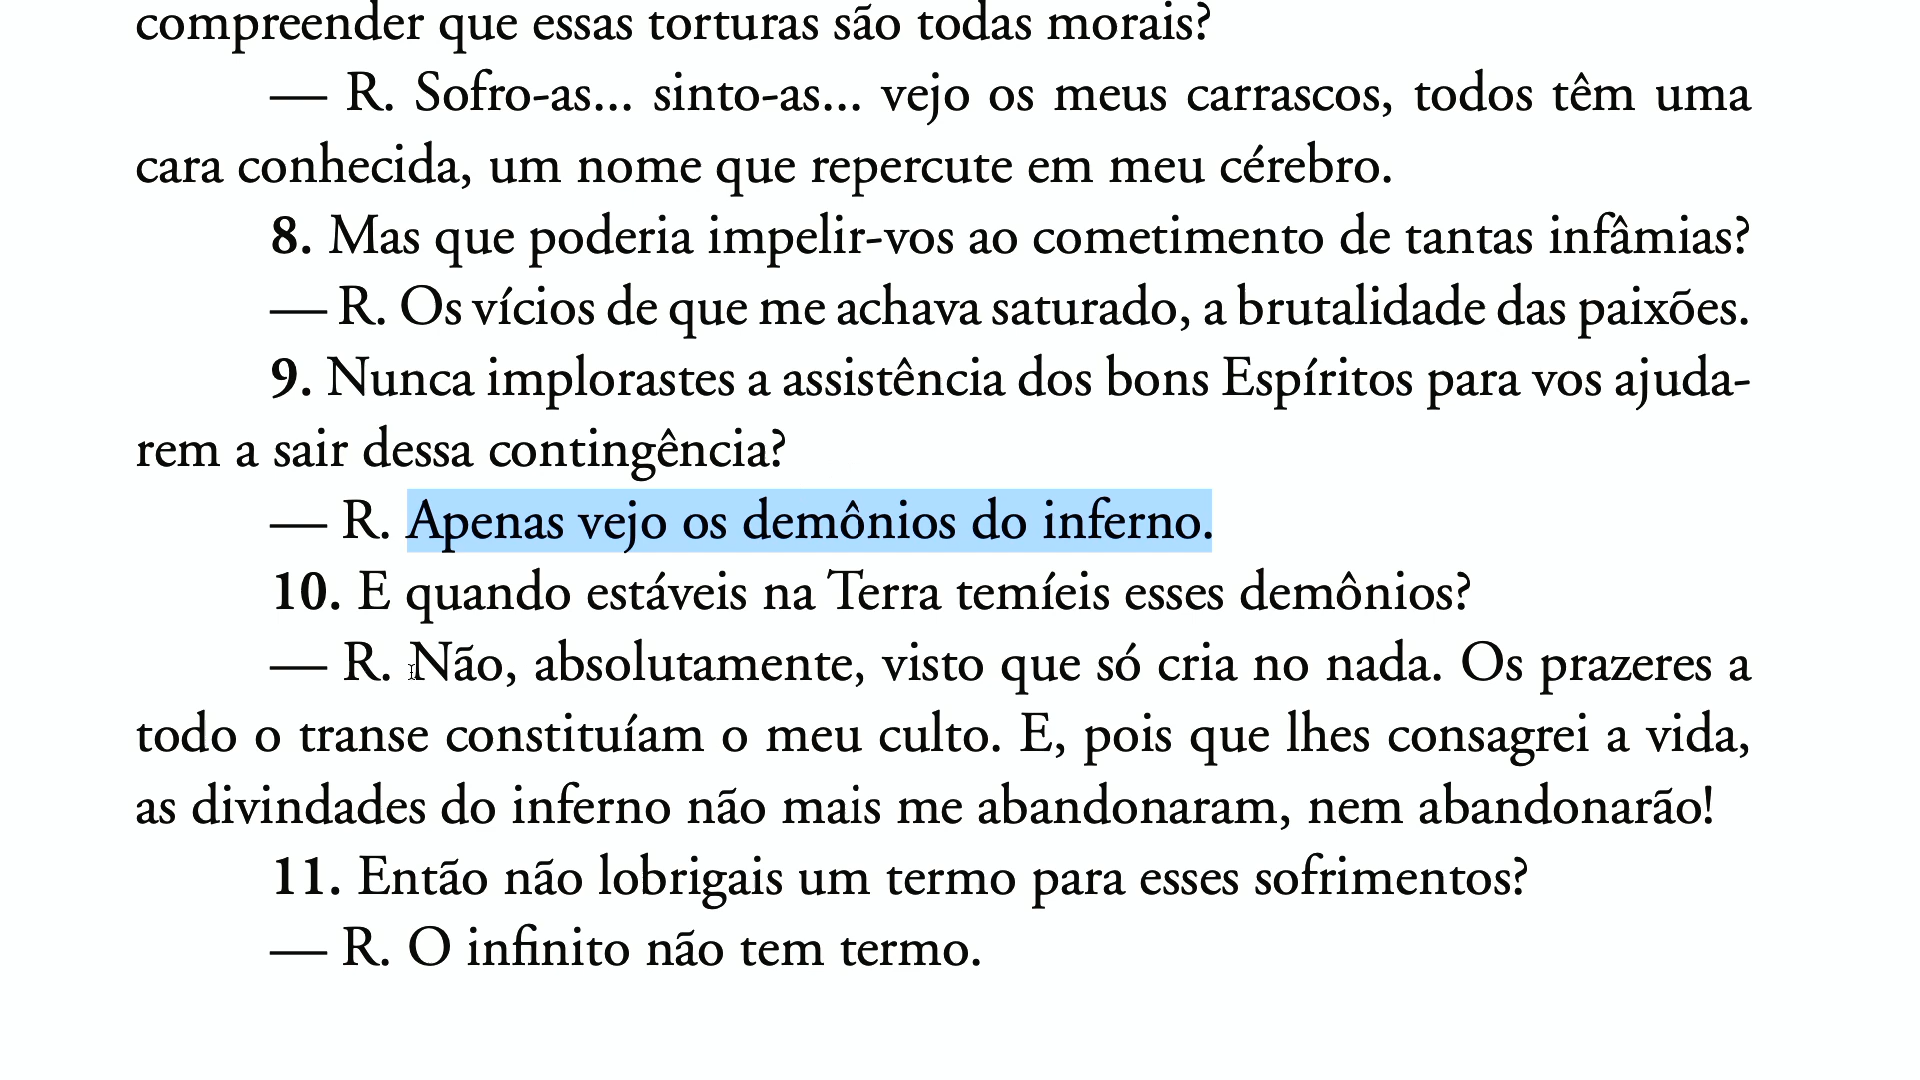 compreender que essas torturas são todas morais?
— R. Sofro-as... sinto-as... vejo os meus carrascos, todos têm uma
cara conhecida, um nome que repercute em meu cérebro.
8. Mas que poderia impelir-vos ao cometimento de tantas infâmias?
— R. Os vícios de que me achava saturado, a brutalidade das paixões.
9. Nunca implorastes a assistência dos bons Espíritos para vos ajuda-
rem a sair dessa contingência?
— R. Apenas vejo os demônios do inferno.
10. E quando estáveis na Terra temíeis esses demônios?
— R. Não, absolutamente, visto que só cria no nada. Os prazeres a
todo o transe constituíam o meu culto. E, pois que lhes consagrei a vida,
as divindades do inferno não mais me abandonaram, nem abandonarão!
11. Então não lobrigais um termo para esses sofrimentos?
— R. O infinito não tem termo.